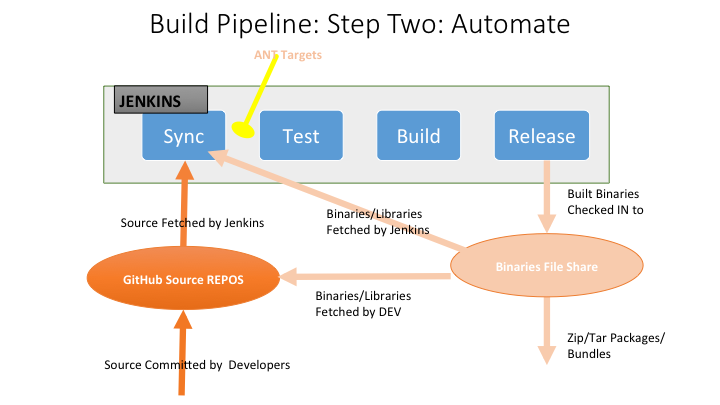 Build Pipeline: Step Two: Automate
ANT Targets
JENKINS
Sync
Test
Build
Release
Source Fetched by Jenkins
Binaries/Libraries
Fetched by Jenkins
Built Binaries
Checked IN to
GitHub Source REPOS
Binaries File Share
Binaries/Libraries
Fetched by DEV
Source Committed by  Developers
Zip/Tar Packages/
Bundles